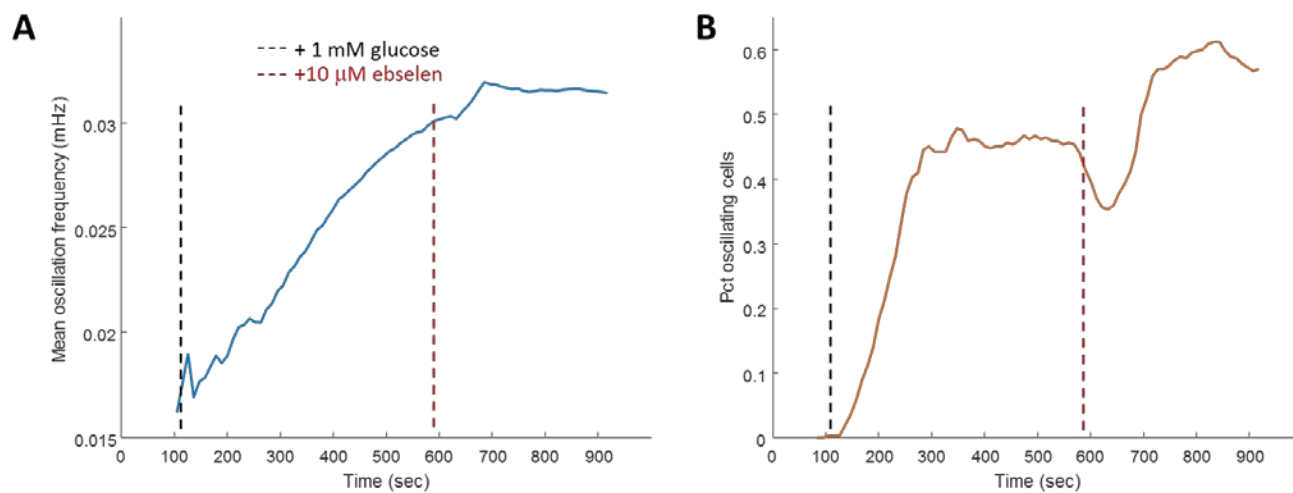 A
+ 1 mM glucose
+10 µM ebselen
Mean oscillation frequency (mHz)
0.03
0.025
0.02
0.015
0 100 200 300 400 500 600 700 800 900
Time (sec)
B
Pct oscillating cells
0.6
0.5
0.4
0.3
0.2
0.1
0
0 100 200 300 400 500 600 700 800 900
Time (sec)